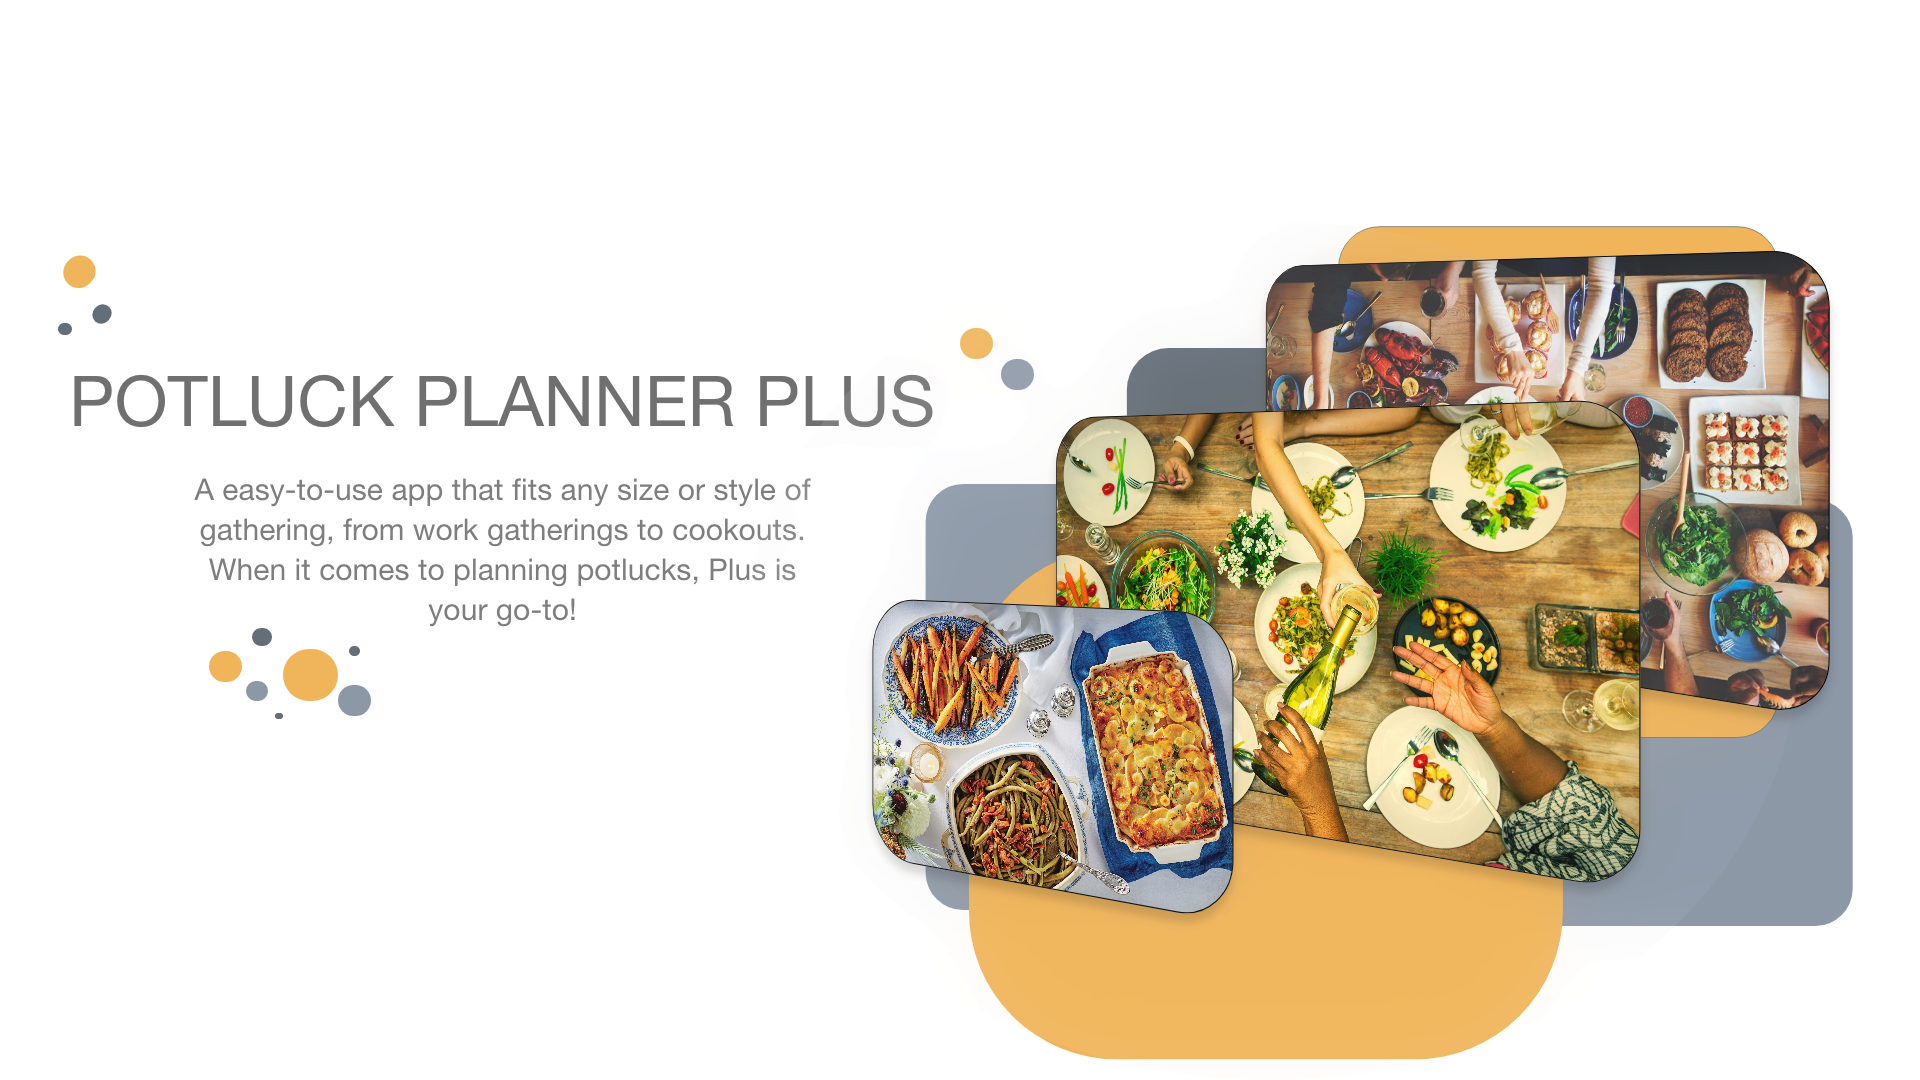 POTLUCK PLANNER PLUS
A easy-to-use app that fits any size or style of
gathering, from work gatherings to cookouts.
When it comes to planning potlucks, Plus is
your go-to!